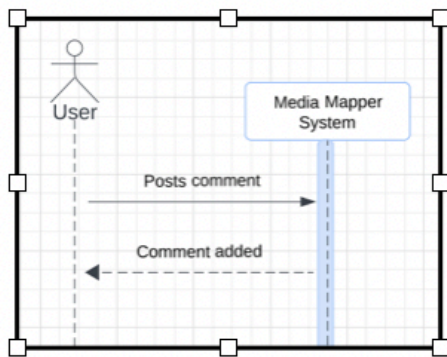 User
Media Mapper
System
Posts comment
Comment added